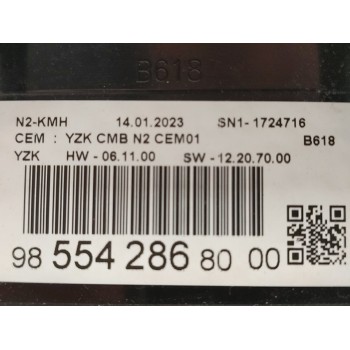 B618
N2-KMH 14.01.2023 SN1-1724716
CEM : YZK CMB N2 CEM01 B618
YZK HW - 06.11.00 SW - 12.20.70.00
98 554 286 80 00